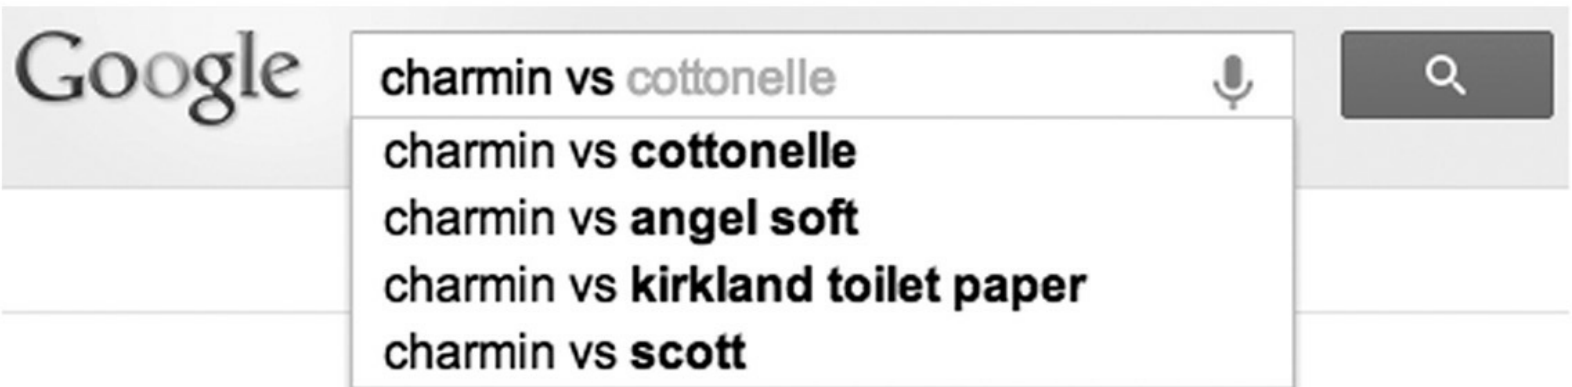 Google
charmin vs cottonelle
charmin vs cottonelle
charmin vs angel soft
charmin vs kirkland toilet paper
charmin vs scott